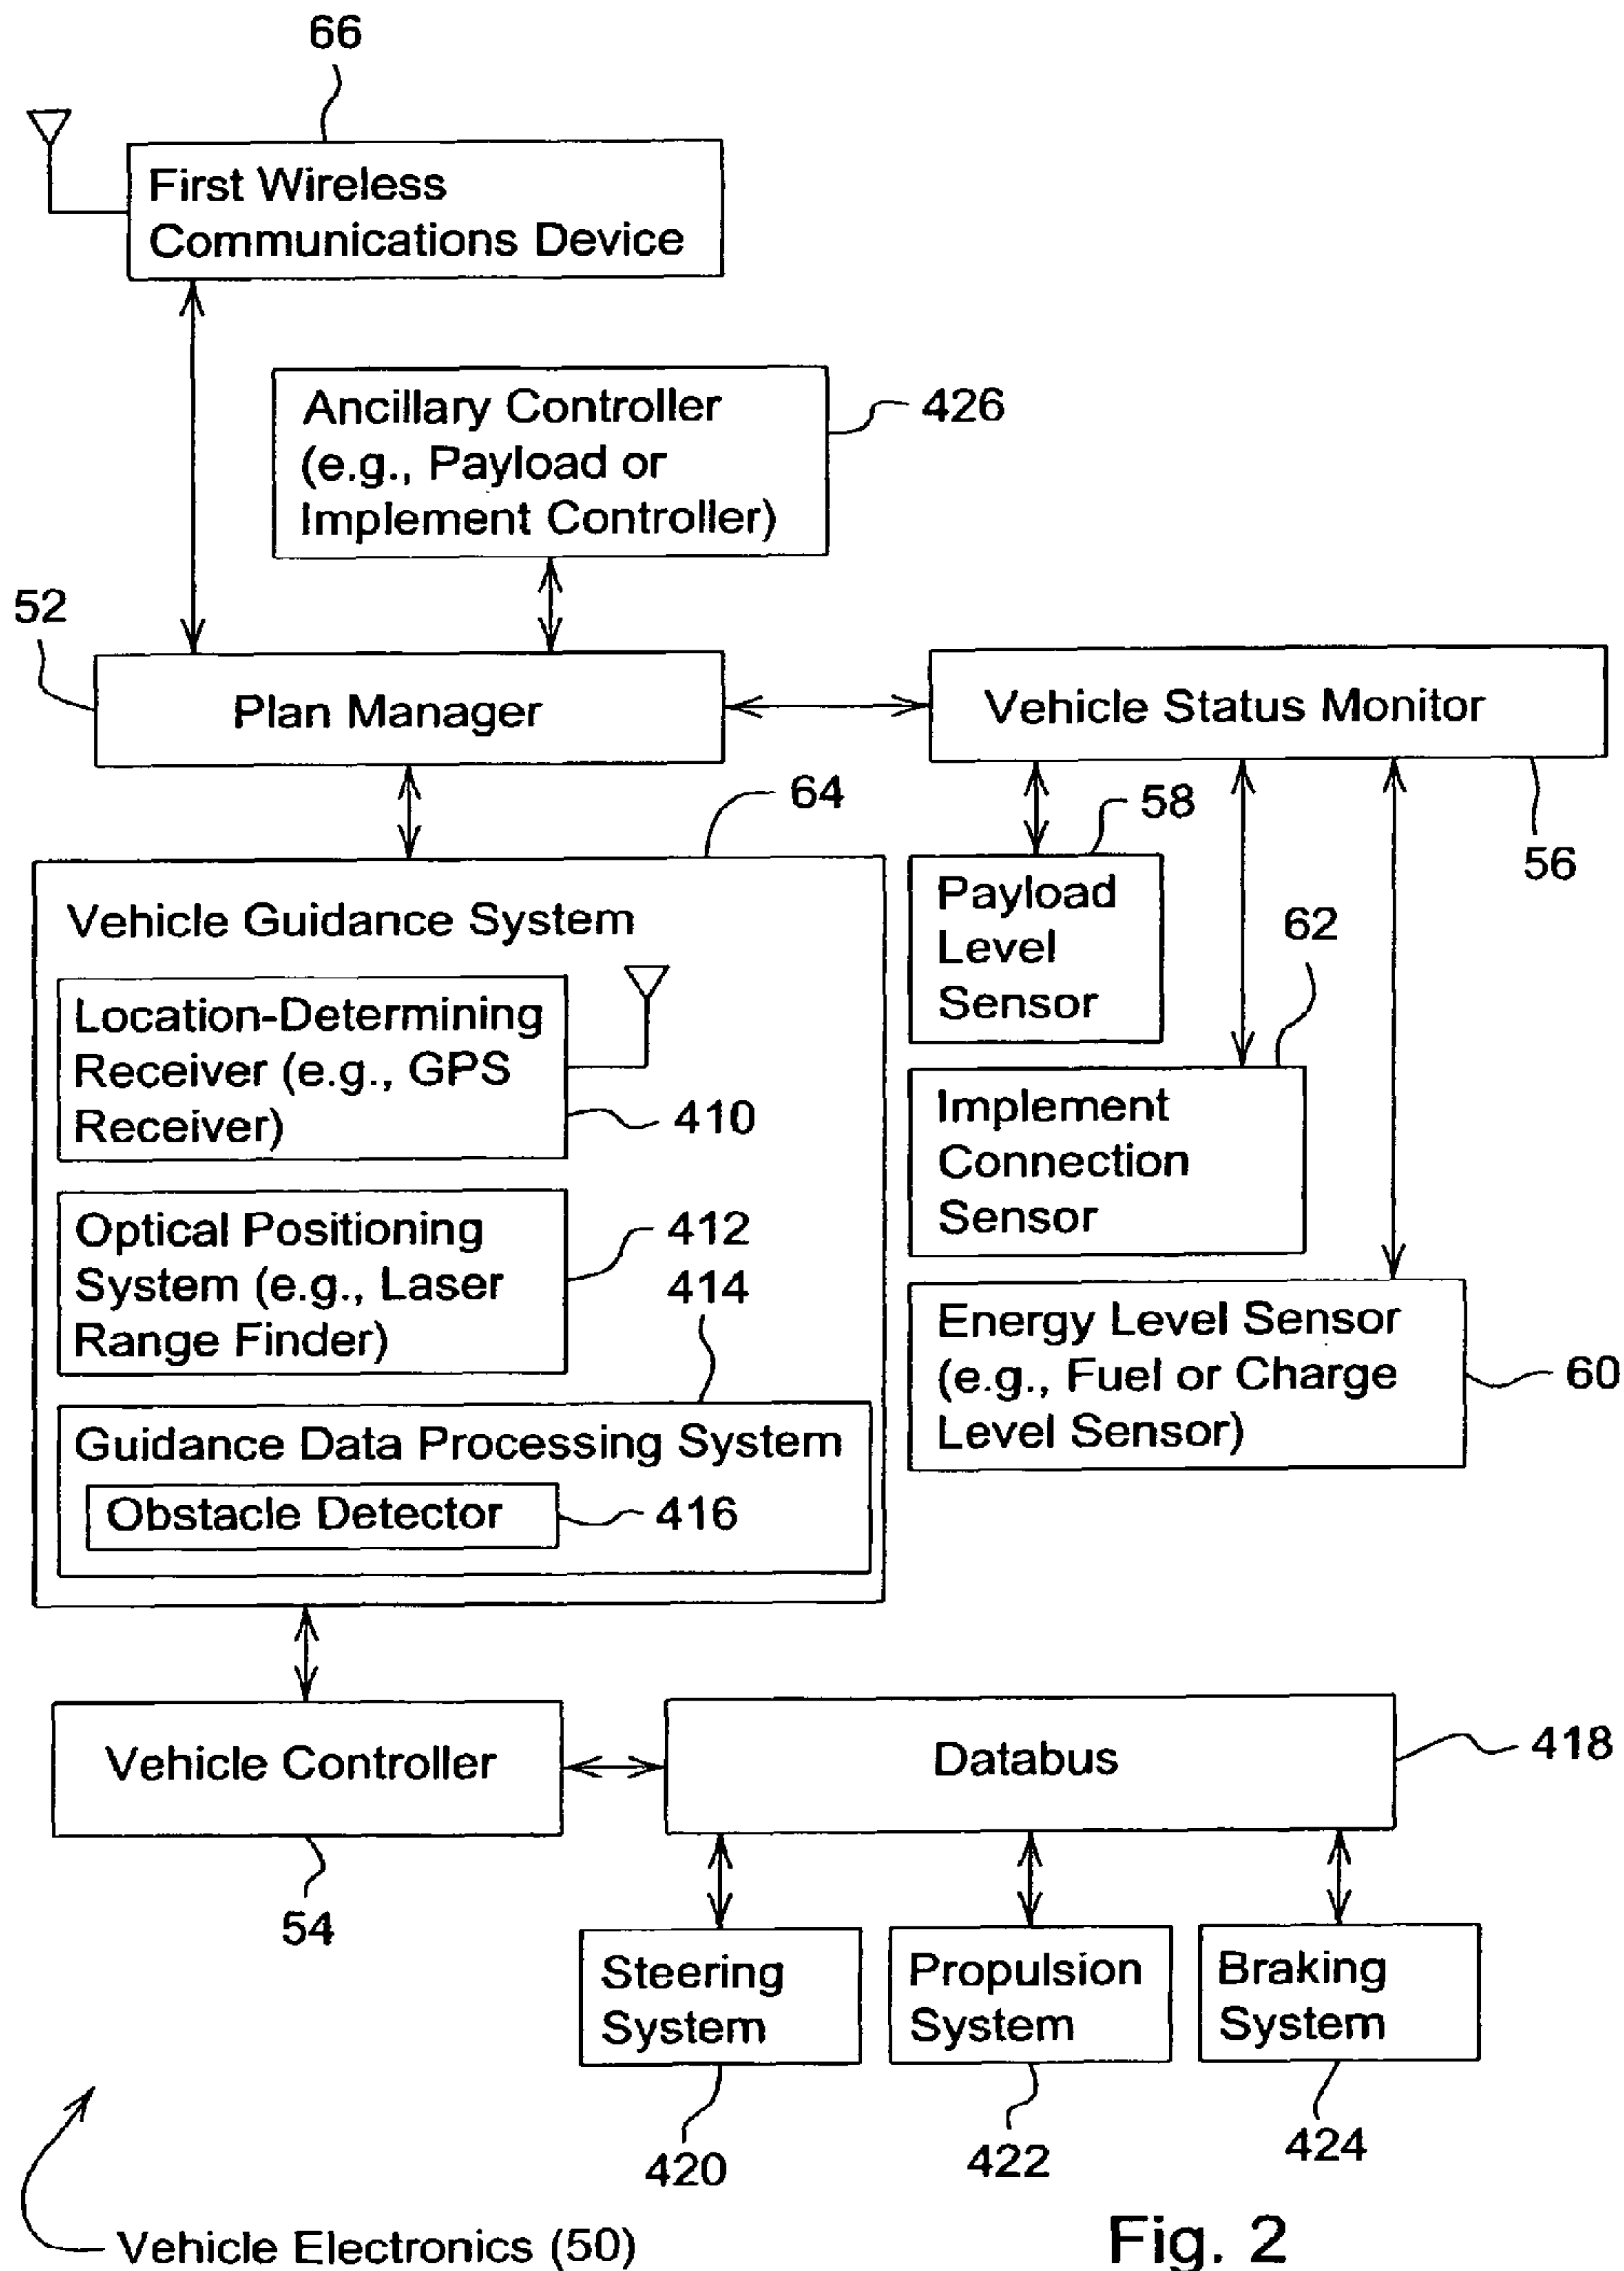 66
First Wireless
Communications Device
Ancillary Controller
(e.g., Payload or
Implement Controller)
426
52
Plan Manager
Vehicle Status Monitor
56
64
Vehicle Guidance System
Location-Determining
Receiver (e.g., GPS
Receiver)
410
Optical Positioning
System (e.g., Laser
Range Finder)
412
414
Guidance Data Processing System
Obstacle Detector
416
58
Payload
Level
Sensor
62
Implement
Connection
Sensor
Energy Level Sensor
(e.g., Fuel or Charge
Level Sensor)
60
Vehicle Controller
54
Databus
418
Steering
System
420
Propulsion
System
422
Braking
System
424
Vehicle Electronics (50)
Fig. 2